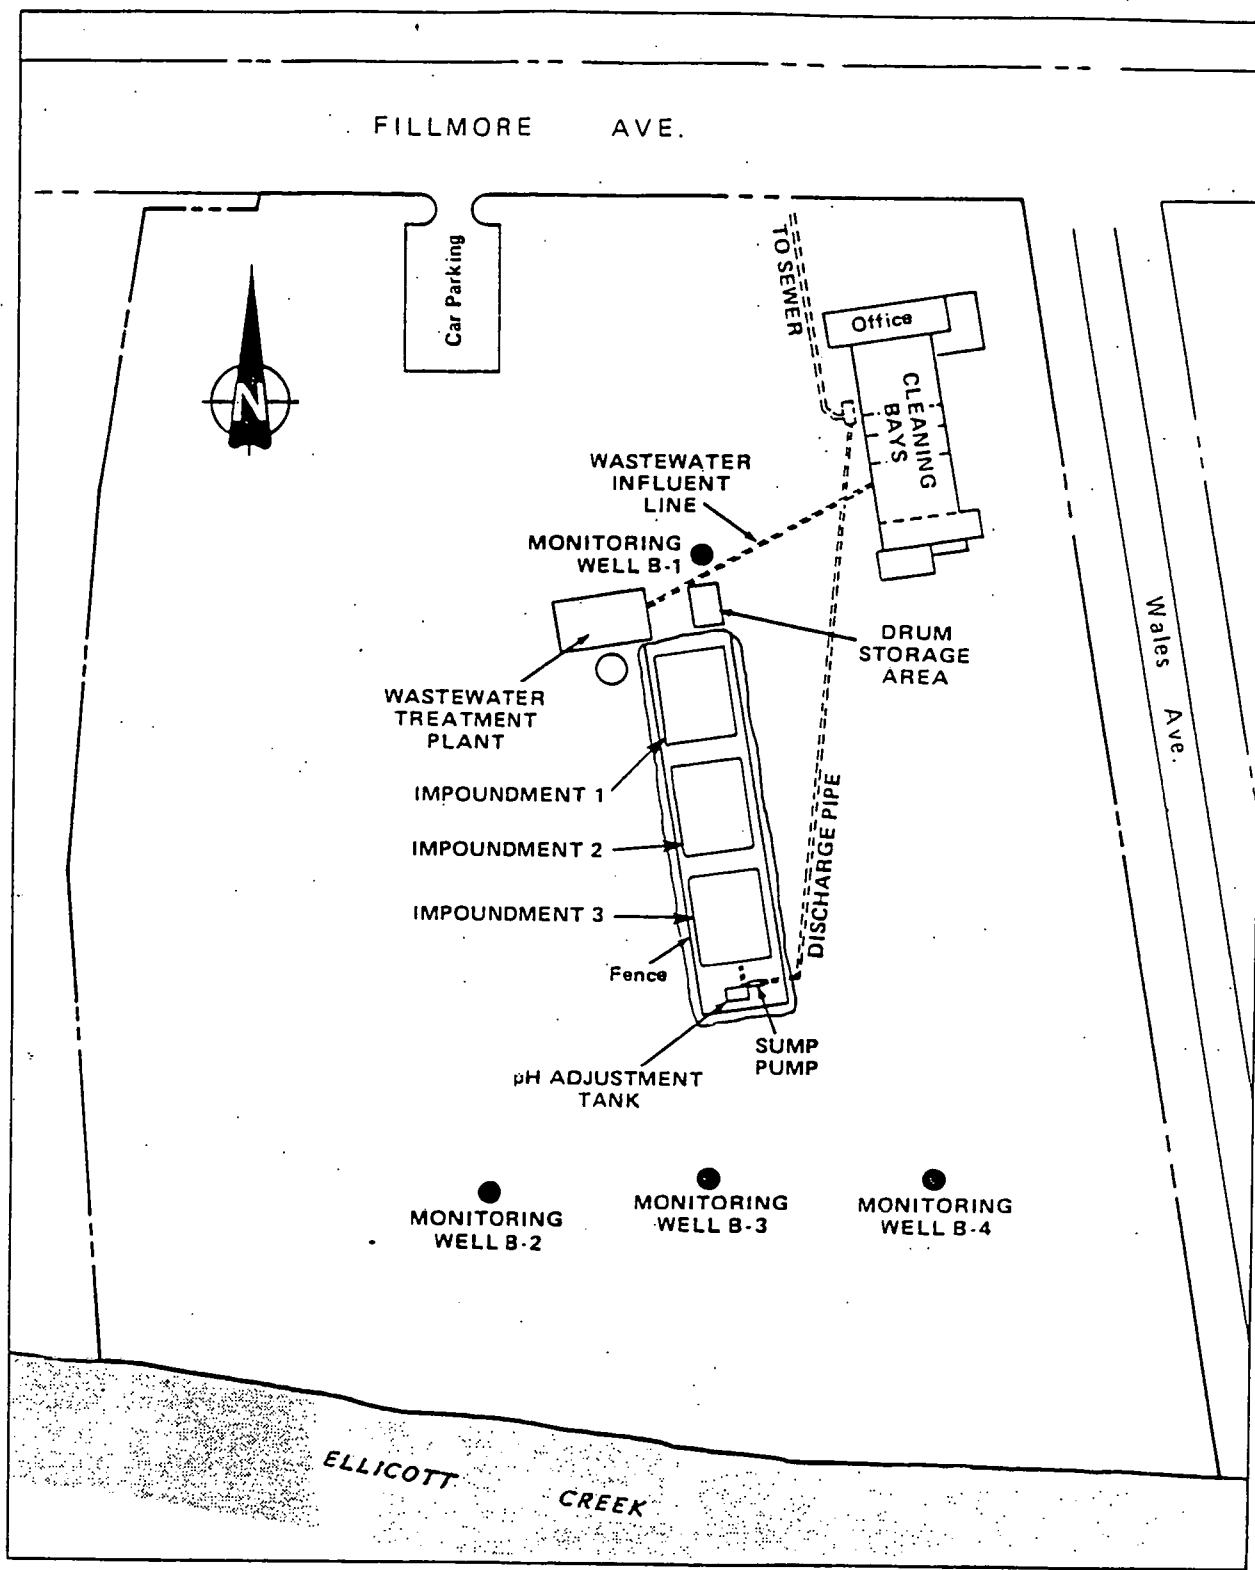 FILLMORE AVE.
Car Parking
TO SEWER
Office
CLEANING
BAYS
N
WASTEWATER
INFLUENT
LINE
MONITORING
WELL B-1
DRUM
STORAGE
AREA
WASTEWATER
TREATMENT
PLANT
Wales Ave.
IMPOUNDMENT 1
IMPOUNDMENT 2
DISCHARGE PIPE
IMPOUNDMENT 3
Fence
SUMP
PUMP
pH ADJUSTMENT
TANK
MONITORING
WELL B-2
MONITORING
WELL B-3
MONITORING
WELL B-4
ELLICOTT CREEK